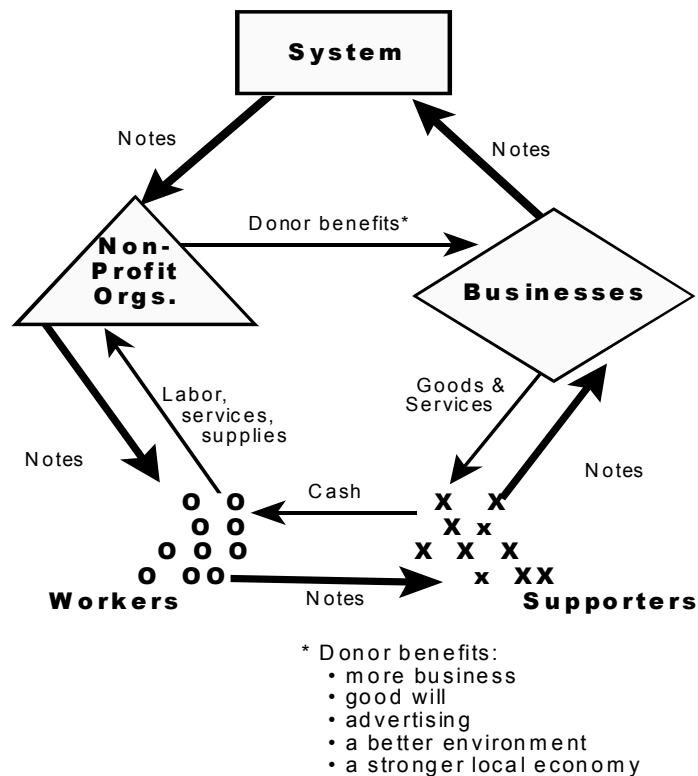 System
Notes
Notes
Donor benefits*
Non-
Profit
Orgs.
Businesses
Labor,
services,
supplies
Goods &
Services
Notes
Notes
Cash
O O X X
O O X x
O O O X X X
O O O x X X
Workers
Notes
Supporters
* Donor benefits:
• more business
• good will
• advertising
• a better environment
• a stronger local economy